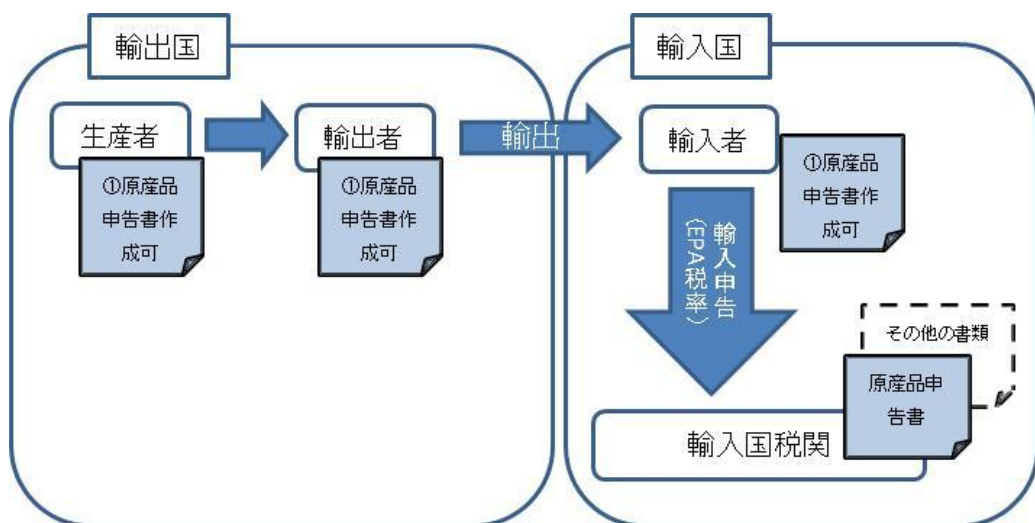 輸出国
輸入国
生産者
輸出者
輸出
輸入者
①原産品
申告書作
成可
①原産品
申告書作
成可
①原産品
申告書作
成可
輸入申告
(EPA税率)
その他の書類
原産品申
告書
輸入国税関